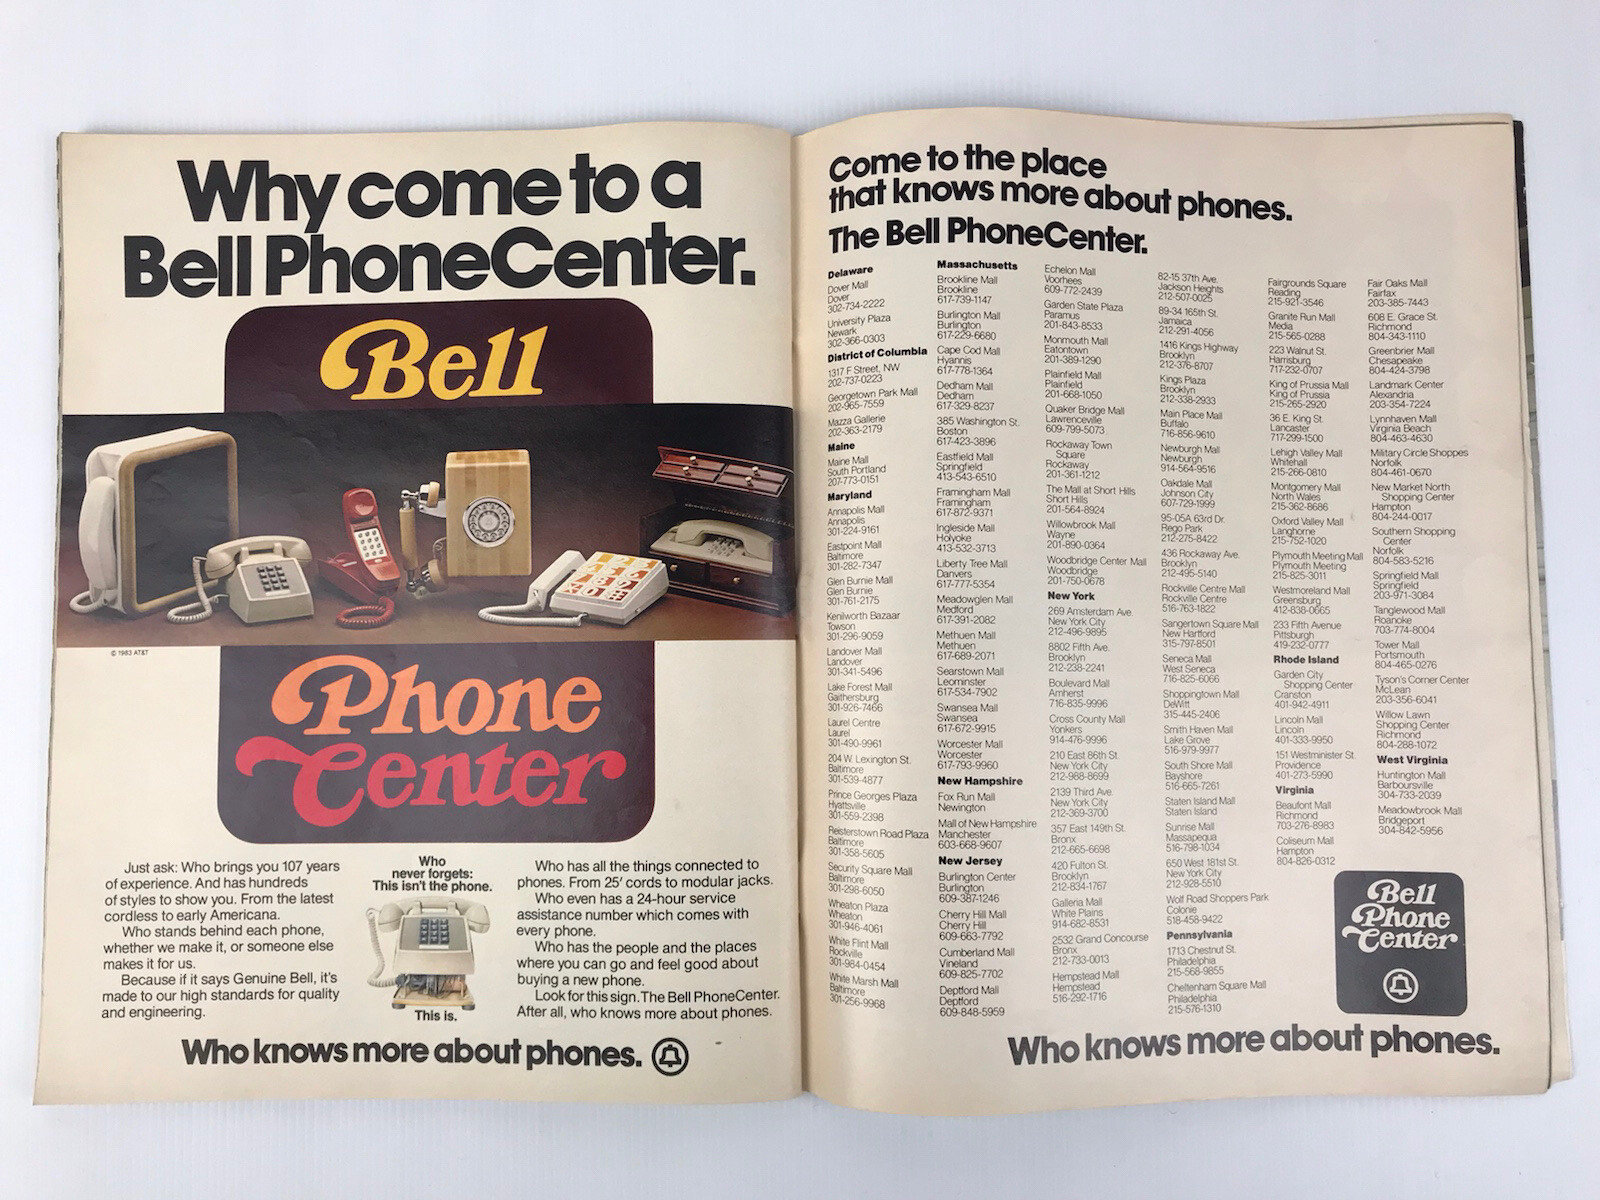 Why come to a
Bell PhoneCenter.
Bell
© 1983 AT&T
Phone
Center
Just ask: Who brings you 107 years
of experience. And has hundreds
of styles to show you. From the latest
cordless to early Americana.
Who stands behind each phone,
whether we make it, or someone else
makes it for us.
Because if it says Genuine Bell, it's
made to our high standards for quality
and engineering.
Who
never forgets:
This isn't the phone.
This is.
Who has all the things connected to
phones. From 25' cords to modular jacks.
Who even has a 24-hour service
assistance number which comes with
every phone.
Who has the people and the places
where you can go and feel good about
buying a new phone.
Look for this sign. The Bell PhoneCenter.
After all, who knows more about phones.
Who knows more about phones.
Come to the place
that knows more about phones.
The Bell PhoneCenter.
Delaware
Dover Mall
Dover
302-734-2222
University Plaza
Newark
302-366-0303
District of Columbia
1317 F Street, NW
202-737-0223
Georgetown Park Mall
202-965-7559
Mazza Gallerie
202-363-2179
Maine
Maine Mall
South Portland
207-773-0151
Maryland
Annapolis Mall
Annapolis
301-224-9161
Eastpoint Mall
Baltimore
301-282-7347
Glen Burnie Mall
Glen Burnie
301-761-2175
Kenilworth Bazaar
Towson
301-296-9059
Landover Mall
Landover
301-341-5496
Lake Forest Mall
Gaithersburg
301-926-7466
Laurel Centre
Laurel
301-490-9961
204 W. Lexington St.
Baltimore
301-539-4877
Prince Georges Plaza
Hyattsville
301-559-2398
Reisterstown Road Plaza
Baltimore
301-358-5605
Security Square Mall
Baltimore
301-298-6050
Wheaton Plaza
Wheaton
301-946-4061
White Flint Mall
Rockville
301-984-0454
White Marsh Mall
Baltimore
301-256-9968
Massachusetts
Brookline Mall
Brookline
617-739-1147
Burlington Mall
Burlington
617-229-6680
Cape Cod Mall
Hyannis
617-778-1364
Dedham Mall
Dedham
617-329-8237
385 Washington St.
Boston
617-423-3896
Eastfield Mall
Springfield
413-543-6510
Framingham Mall
Framingham
617-872-9371
Ingleside Mall
Holyoke
413-532-3713
Liberty Tree Mall
Danvers
617-777-5354
Meadowglen Mall
Medford
617-391-2082
Methuen Mall
Methuen
617-689-2071
Searstown Mall
Leominster
617-534-7902
Swansea Mall
Swansea
617-672-9915
Worcester Mall
Worcester
617-793-9960
New Hampshire
Fox Run Mall
Newington
Mall of New Hampshire
Manchester
603-668-9607
New Jersey
Burlington Center
Burlington
609-387-1246
Cherry Hill Mall
Cherry Hill
609-663-7792
Cumberland Mall
Vineland
609-825-7702
Deptford Mall
Deptford
609-848-5959
Echelon Mall
Voorhees
609-772-2439
Garden State Plaza
Paramus
201-843-8533
Monmouth Mall
Eatontown
201-389-1290
Plainfield Mall
Plainfield
201-668-1050
Quaker Bridge Mall
Lawrenceville
609-799-5073
Rockaway Town
Square
Rockaway
201-361-1212
The Mall at Short Hills
Short Hills
201-564-8924
Willowbrook Mall
Wayne
201-890-0364
Woodbridge Center Mall
Woodbridge
201-750-0678
New York
269 Amsterdam Ave.
New York City
212-496-9895
8802 Fifth Ave.
Brooklyn
212-238-2241
Boulevard Mall
Amherst
716-835-9996
Cross County Mall
Yonkers
914-476-9996
210 East 86th St.
New York City
212-988-8699
2139 Third Ave.
New York City
212-369-3700
357 East 149th St.
Bronx
212-665-6698
420 Fulton St.
Brooklyn
212-834-1767
Galleria Mall
White Plains
914-682-8531
2532 Grand Concourse
Bronx
212-733-0013
Hempstead Mall
Hempstead
516-292-1716
82-15 37th Ave.
Jackson Heights
212-507-0025
89-34 165th St.
Jamaica
212-291-4056
1416 Kings Highway
Brooklyn
212-376-8707
Kings Plaza
Brooklyn
212-338-2933
Main Place Mall
Buffalo
716-856-9610
Newburgh Mall
Newburgh
914-564-9516
Oakdale Mall
Johnson City
607-729-1999
95-05A 63rd Dr.
Rego Park
212-275-8422
436 Rockaway Ave.
Brooklyn
212-495-5140
Rockville Centre Mall
Rockville Centre
516-763-1822
Sangertown Square Mall
New Hartford
315-797-8501
Seneca Mall
West Seneca
716-825-6066
Shoppingtown Mall
DeWitt
315-445-2406
Smith Haven Mall
Lake Grove
516-979-9977
South Shore Mall
Bayshore
516-665-7261
Staten Island Mall
Staten Island
Sunrise Mall
Massapequa
516-798-1034
650 West 181st St.
New York City
212-928-5510
Wolf Road Shoppers Park
Colonie
518-458-9422
Pennsylvania
1713 Chestnut St.
Philadelphia
215-568-9855
Cheltenham Square Mall
Philadelphia
215-576-1310
Fairgrounds Square
Reading
215-921-3546
Granite Run Mall
Media
215-565-0288
223 Walnut St.
Harrisburg
717-232-0707
King of Prussia Mall
King of Prussia
215-265-2920
36 E. King St.
Lancaster
717-299-1500
Lehigh Valley Mall
Whitehall
215-266-0810
Montgomery Mall
North Wales
215-362-8686
Oxford Valley Mall
Langhorne
215-752-1020
Plymouth Meeting Mall
Plymouth Meeting
215-825-3011
Westmoreland Mall
Greensburg
412-838-0665
233 Fifth Avenue
Pittsburgh
419-232-0777
Rhode Island
Garden City
Shopping Center
Cranston
401-942-4911
Lincoln Mall
Lincoln
401-333-9950
151 Westminister St.
Providence
401-273-5990
Virginia
Beaufont Mall
Richmond
703-276-8983
Coliseum Mall
Hampton
804-826-0312
Fair Oaks Mall
Fairfax
203-385-7443
608 E. Grace St.
Richmond
804-343-1110
Greenbrier Mall
Chesapeake
804-424-3798
Landmark Center
Alexandria
203-354-7224
Lynnhaven Mall
Virginia Beach
804-463-4630
Military Circle Shoppes
Norfolk
804-461-0670
New Market North
Shopping Center
Hampton
804-244-0017
Southern Shopping
Center
Norfolk
804-583-5216
Springfield Mall
Springfield
203-971-3084
Tanglewood Mall
Roanoke
703-774-8004
Tower Mall
Portsmouth
804-465-0276
Tyson's Corner Center
McLean
203-356-6041
Willow Lawn
Shopping Center
Richmond
804-288-1072
West Virginia
Huntington Mall
Barboursville
304-733-2039
Meadowbrook Mall
Bridgeport
304-842-5956
Bell
Phone
Center
Who knows more about phones.